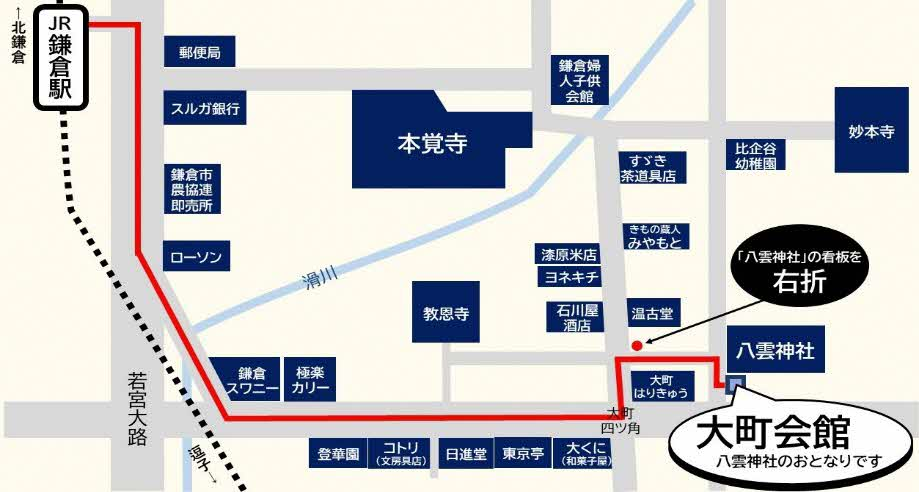 ←北鎌倉
JR
鎌倉駅
郵便局
スルガ銀行
鎌倉市
農協連
即売所
ローソン
若宮大路
逗子→
滑川
本覚寺
鎌倉婦
人子供
会館
妙本寺
比企谷
幼稚園
すゞき
茶道具店
きもの蔵人
みやもと
漆原米店
ヨネキチ
石川屋
酒店
温古堂
教恩寺
「八雲神社」の看板を
右折
八雲神社
鎌倉
スワニー
極楽
カリー
大町
はりきゅう
大町
四ツ角
大町会館
八雲神社のおとなりです
登華園
コトリ
(文房具店)
日進堂
東京亭
大くに
(和菓子屋)